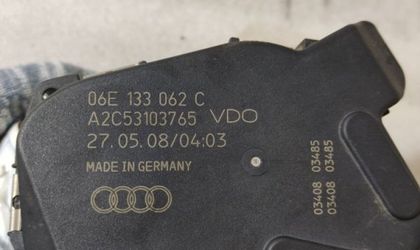 06E 133 062 C
A2C53103765 VDO
27.05.08/04:03
MADE IN GERMANY
03408 03485
03408 03485